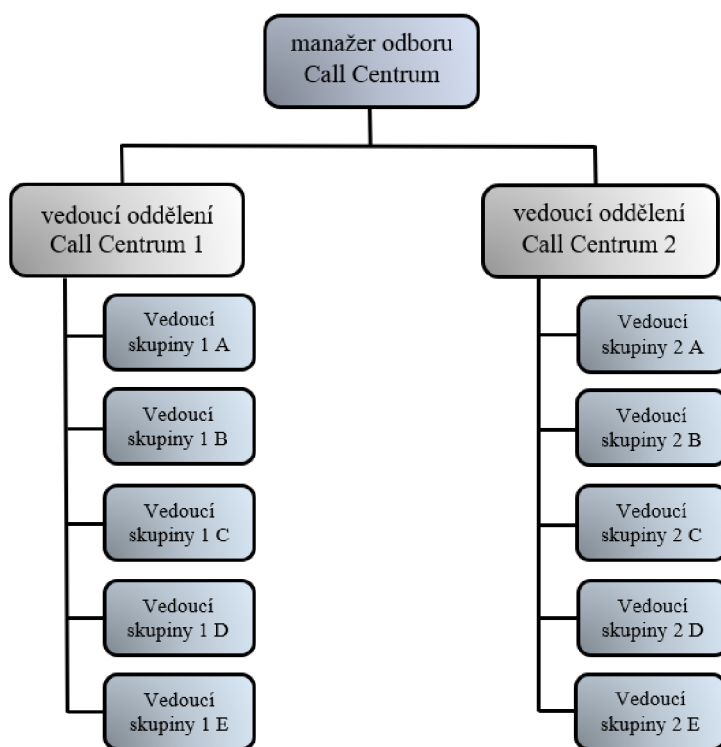 manažer odboru
Call Centrum
vedoucí oddělení
Call Centrum 1
Vedoucí
skupiny 1 A
Vedoucí
skupiny 1 B
Vedoucí
skupiny 1 C
Vedoucí
skupiny 1 D
Vedoucí
skupiny 1 E
vedoucí oddělení
Call Centrum 2
Vedoucí
skupiny 2 A
Vedoucí
skupiny 2 B
Vedoucí
skupiny 2 C
Vedoucí
skupiny 2 D
Vedoucí
skupiny 2 E